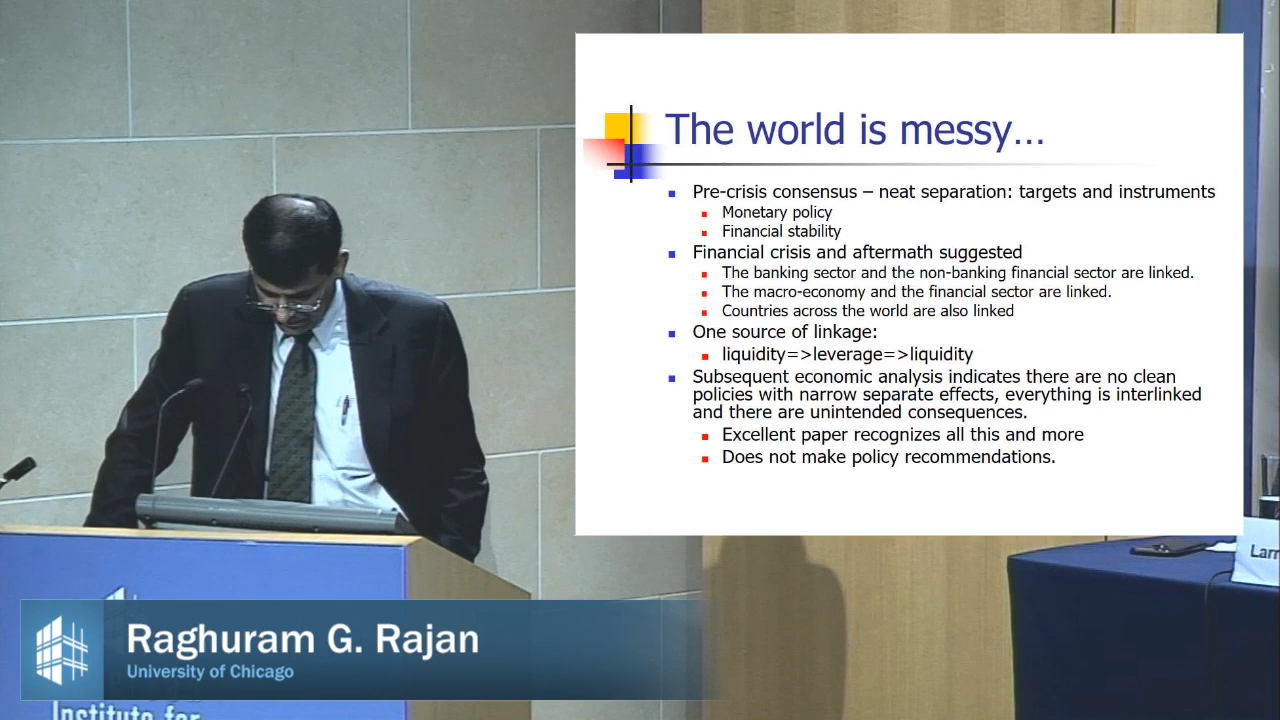 The world is messy…
Pre-crisis consensus – neat separation: targets and instruments
Monetary policy
Financial stability
Financial crisis and aftermath suggested
The banking sector and the non-banking financial sector are linked.
The macro-economy and the financial sector are linked.
Countries across the world are also linked
One source of linkage:
liquidity=>leverage=>liquidity
Subsequent economic analysis indicates there are no clean
policies with narrow separate effects, everything is interlinked
and there are unintended consequences.
Excellent paper recognizes all this and more
Does not make policy recommendations.
Larr
Raghuram G. Rajan
University of Chicago
Institute for